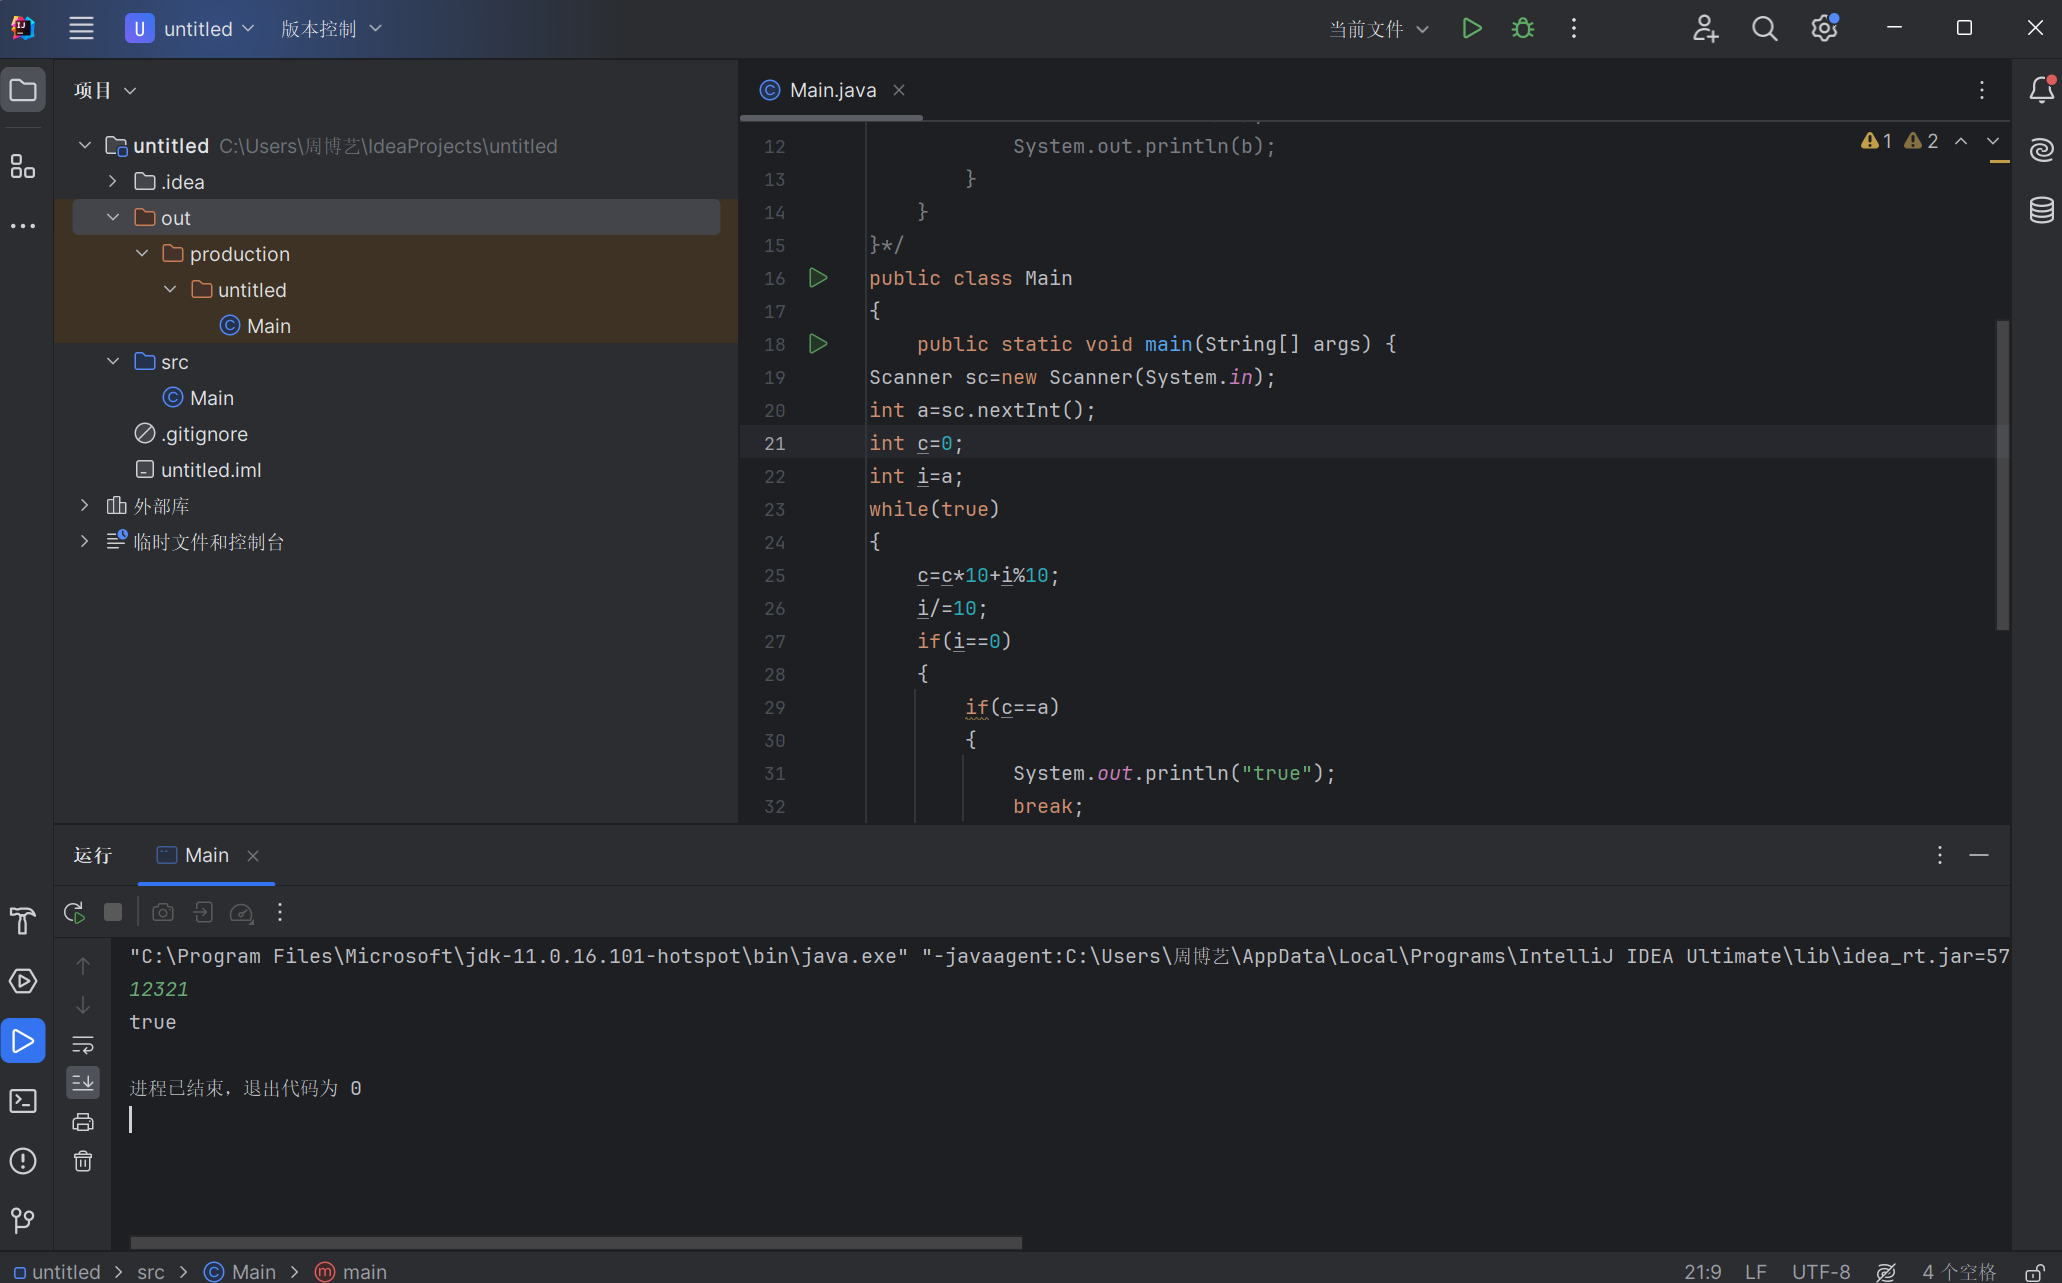 U untitled 版本控制 当前文件
项目
untitled C:\Users\周博艺\IdeaProjects\untitled
.idea
out
production
untitled
Main
src
Main
.gitignore
untitled.iml
外部库
临时文件和控制台
Main.java
1 2
12 System.out.println(b);
13 }
14 }
15 }*/
16 public class Main
17 {
18 public static void main(String[] args) {
19 Scanner sc=new Scanner(System.in);
20 int a=sc.nextInt();
21 int c=0;
22 int i=a;
23 while(true)
24 {
25 c=c*10+i%10;
26 i/=10;
27 if(i==0)
28 {
29 if(c==a)
30 {
31 System.out.println("true");
32 break;
运行 Main
"C:\Program Files\Microsoft\jdk-11.0.16.101-hotspot\bin\java.exe" "-javaagent:C:\Users\周博艺\AppData\Local\Programs\IntelliJ IDEA Ultimate\lib\idea_rt.jar=57
12321
true
进程已结束，退出代码为 0
untitled > src > Main > main 21:9 LF UTF-8 4 个空格